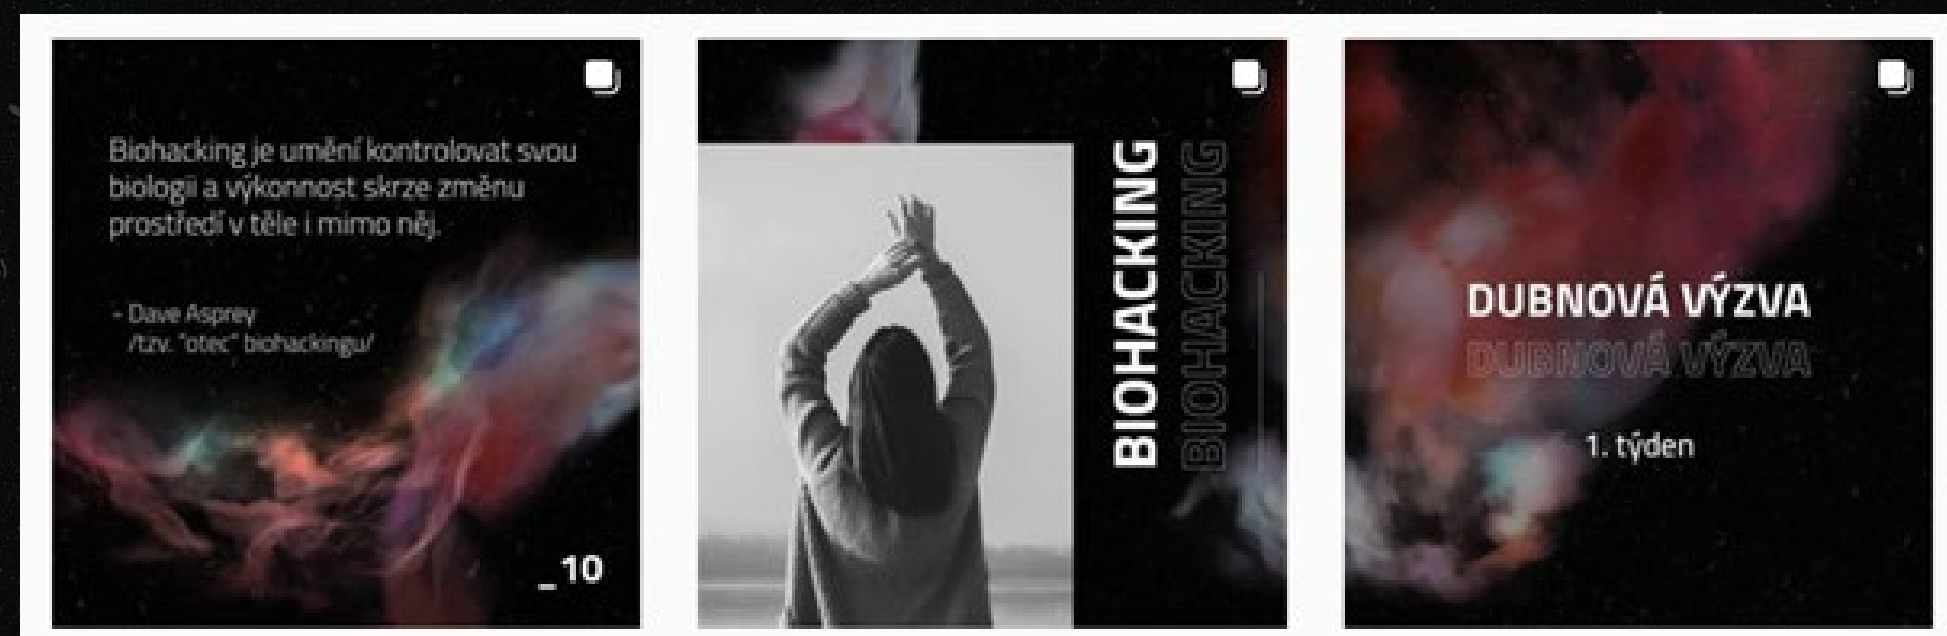 Biohacking je umění kontrolovat svou
biologii a výkonnost skrze změnu
prostředí v těle i mimo něj.
- Dave Asprey
/tzv. "otec" biohackingu/
_10
BIOHACKING
BIOHACKING
DUBNOVÁ VÝZVA
DUBNOVÁ VÝZVA
1. týden